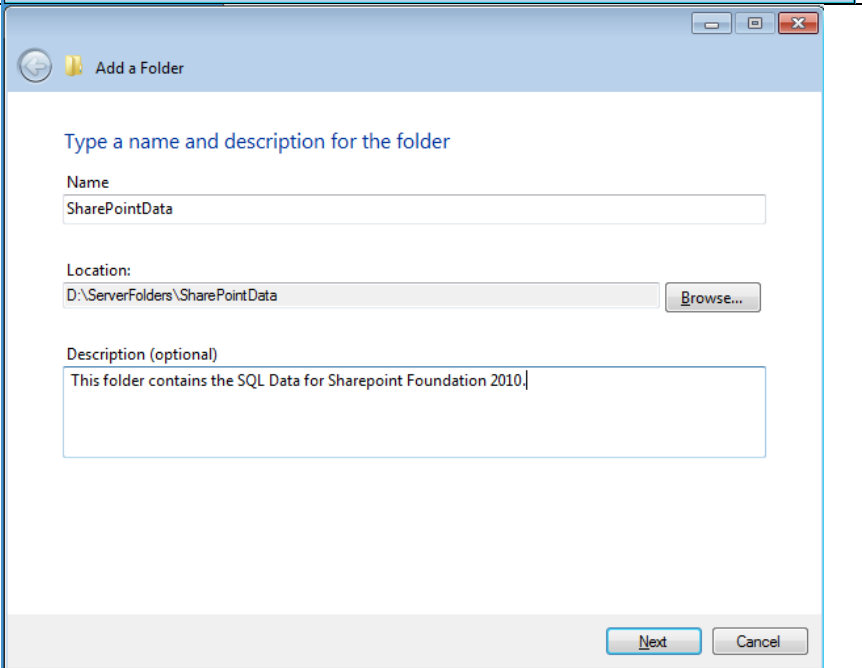 Add a Folder
Type a name and description for the folder
Name
SharePointData
Location:
D:\ServerFolders\SharePointData
Browse...
Description (optional)
This folder contains the SQL Data for Sharepoint Foundation 2010.
Next
Cancel